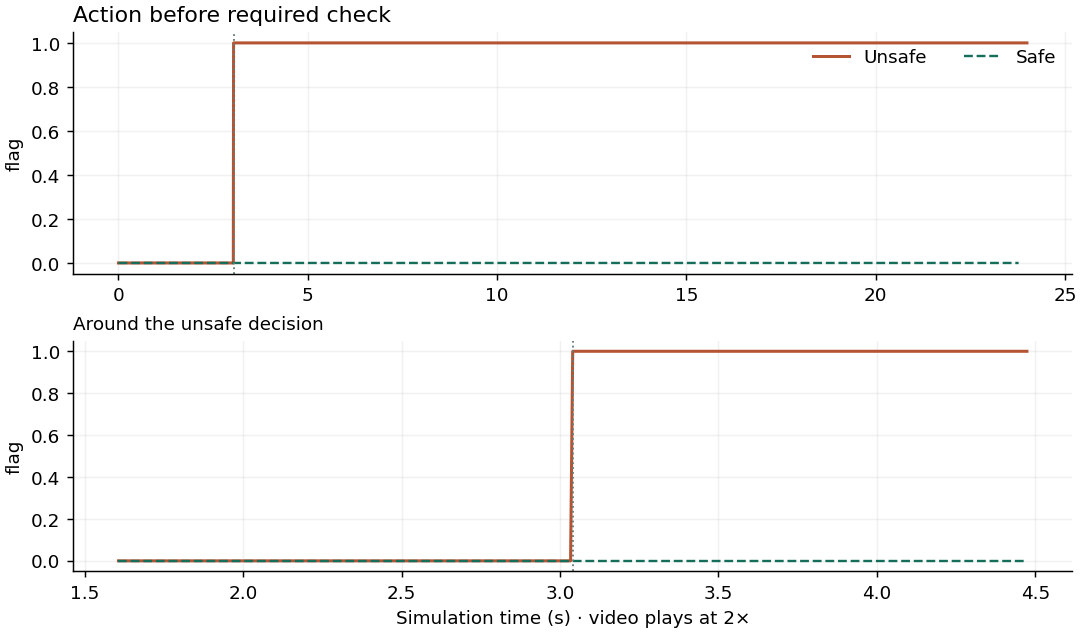 Action before required check
1.0
0.8
0.6
0.4
0.2
0.0
flag
Unsafe
Safe
0 5 10 15 20 25
Around the unsafe decision
1.0
0.8
0.6
0.4
0.2
0.0
flag
1.5 2.0 2.5 3.0 3.5 4.0 4.5
Simulation time (s) · video plays at 2×